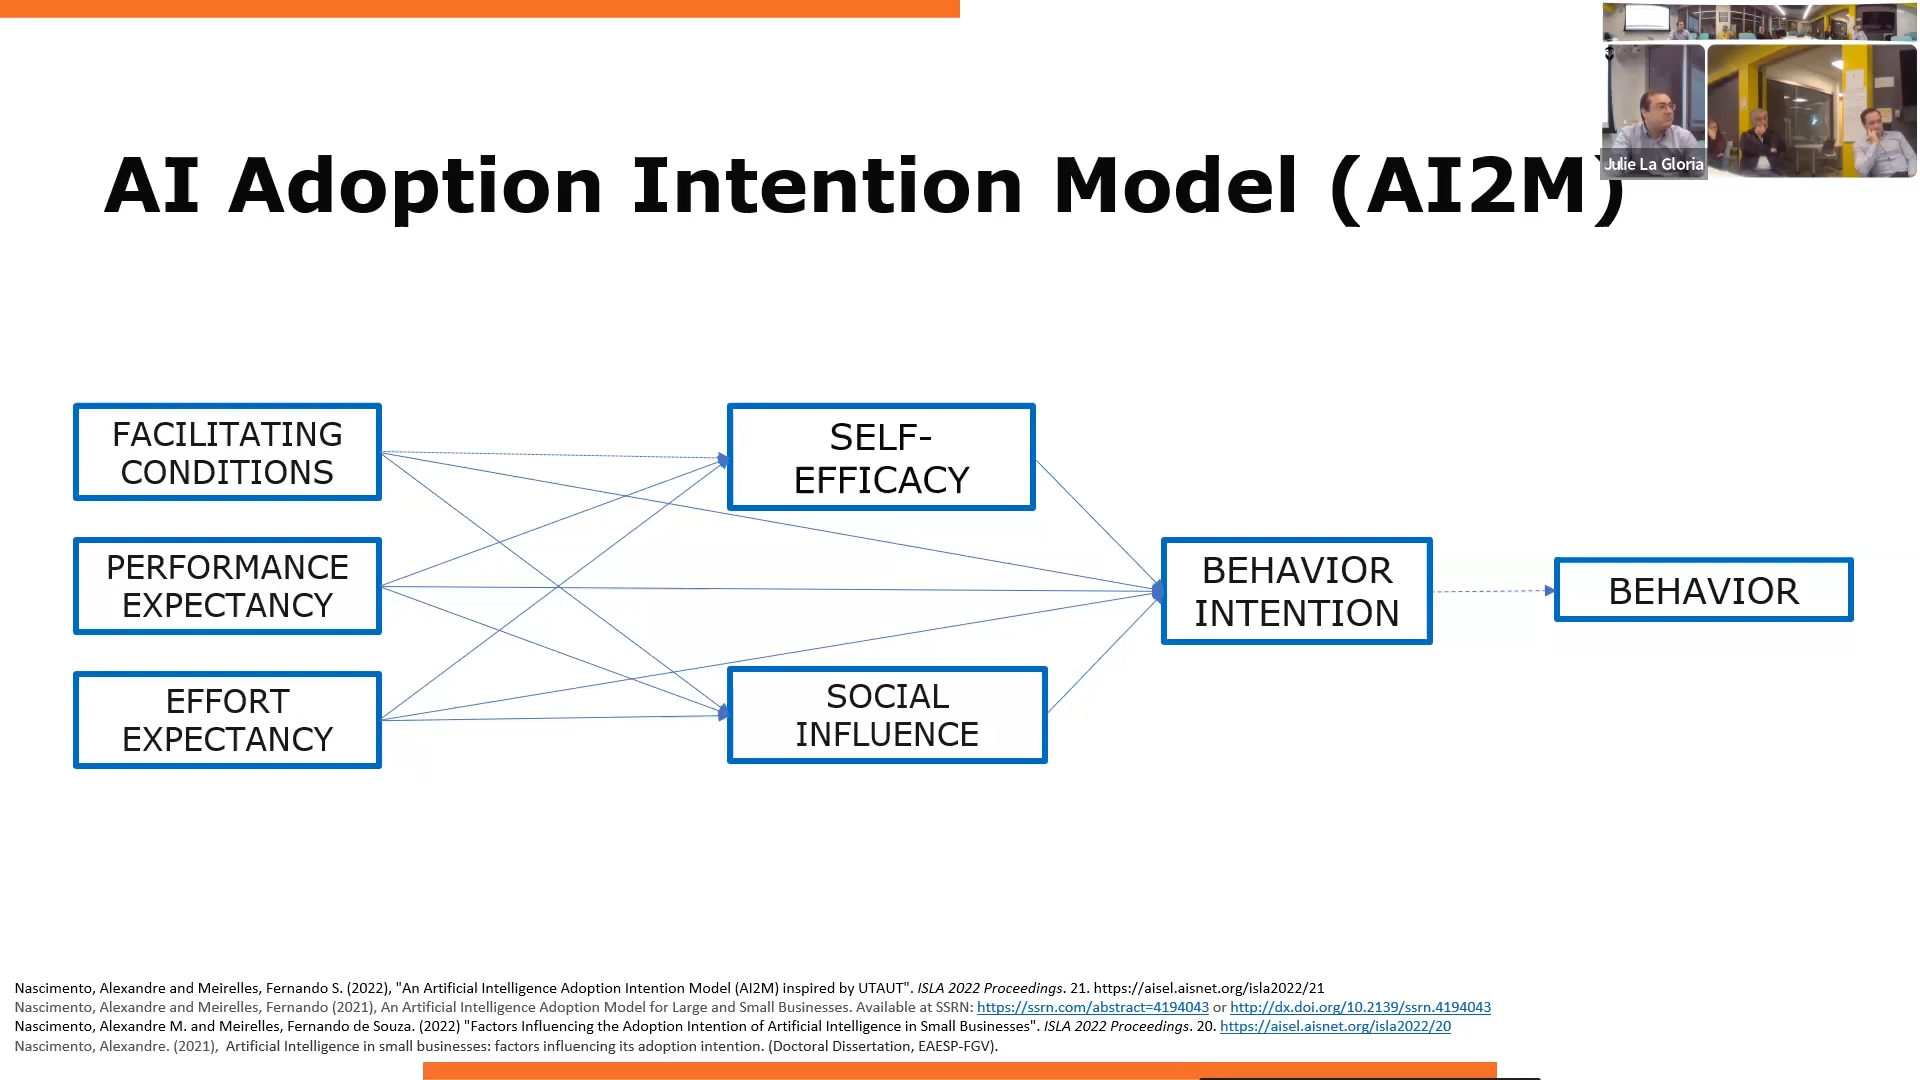 AI Adoption Intention Model (AI2M)
Julie La Gloria
FACILITATING
CONDITIONS
PERFORMANCE
EXPECTANCY
EFFORT
EXPECTANCY
SELF-
EFFICACY
SOCIAL
INFLUENCE
BEHAVIOR
INTENTION
BEHAVIOR
Nascimento, Alexandre and Meirelles, Fernando S. (2022), "An Artificial Intelligence Adoption Intention Model (AI2M) inspired by UTAUT". ISLA 2022 Proceedings. 21. https://aisel.aisnet.org/isla2022/21
Nascimento, Alexandre and Meirelles, Fernando (2021), An Artificial Intelligence Adoption Model for Large and Small Businesses. Available at SSRN: https://ssrn.com/abstract=4194043 or http://dx.doi.org/10.2139/ssrn.4194043
Nascimento, Alexandre M. and Meirelles, Fernando de Souza. (2022) "Factors Influencing the Adoption Intention of Artificial Intelligence in Small Businesses". ISLA 2022 Proceedings. 20. https://aisel.aisnet.org/isla2022/20
Nascimento, Alexandre. (2021), Artificial Intelligence in small businesses: factors influencing its adoption intention. (Doctoral Dissertation, EAESP-FGV).